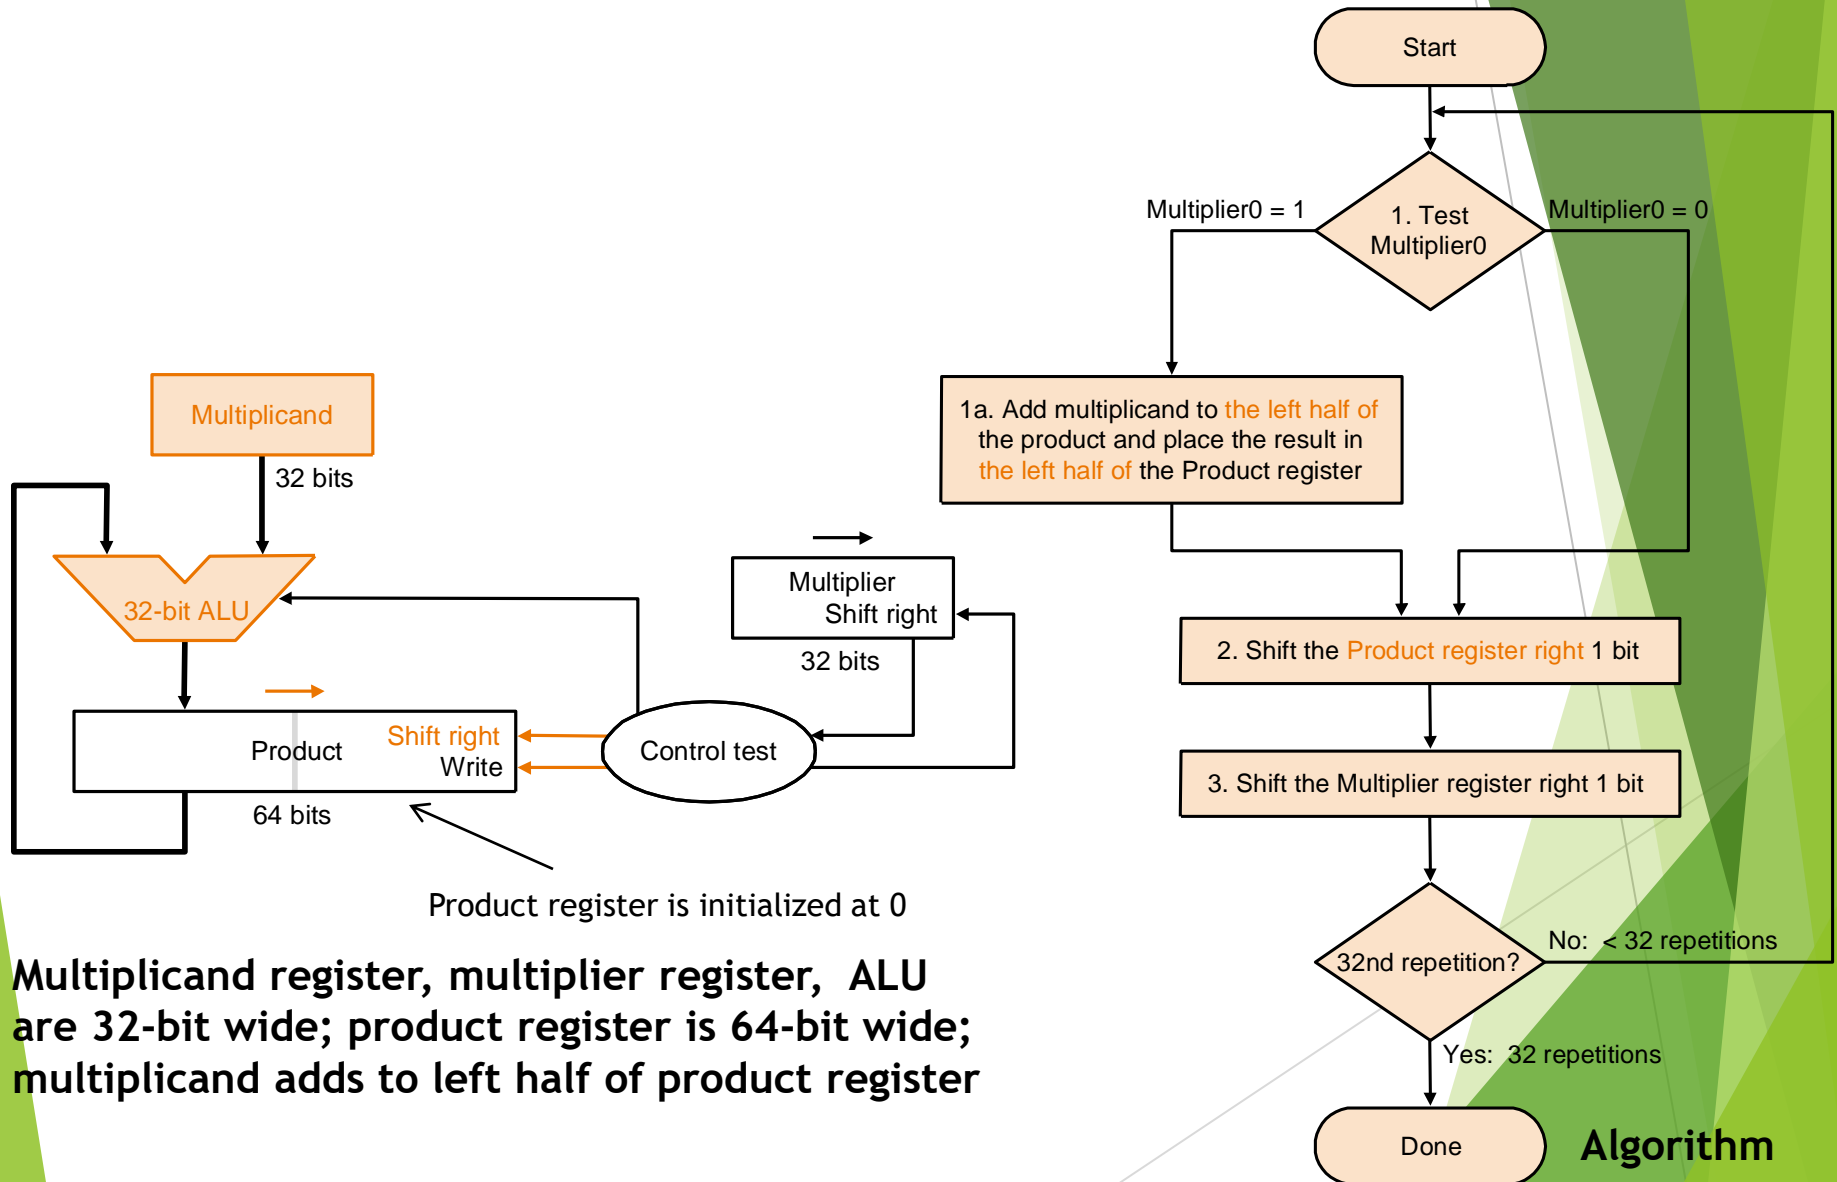 Start
Multiplier0 = 1
1. Test
Multiplier0
Multiplier0 = 0
Multiplicand
32 bits
1a. Add multiplicand to the left half of
the product and place the result in
the left half of the Product register
32-bit ALU
Multiplier
Shift right
32 bits
2. Shift the Product register right 1 bit
Product
Shift right
Write
64 bits
Control test
3. Shift the Multiplier register right 1 bit
Product register is initialized at 0
32nd repetition?
No: < 32 repetitions
Multiplicand register, multiplier register, ALU
are 32-bit wide; product register is 64-bit wide;
multiplicand adds to left half of product register
Yes: 32 repetitions
Done
Algorithm